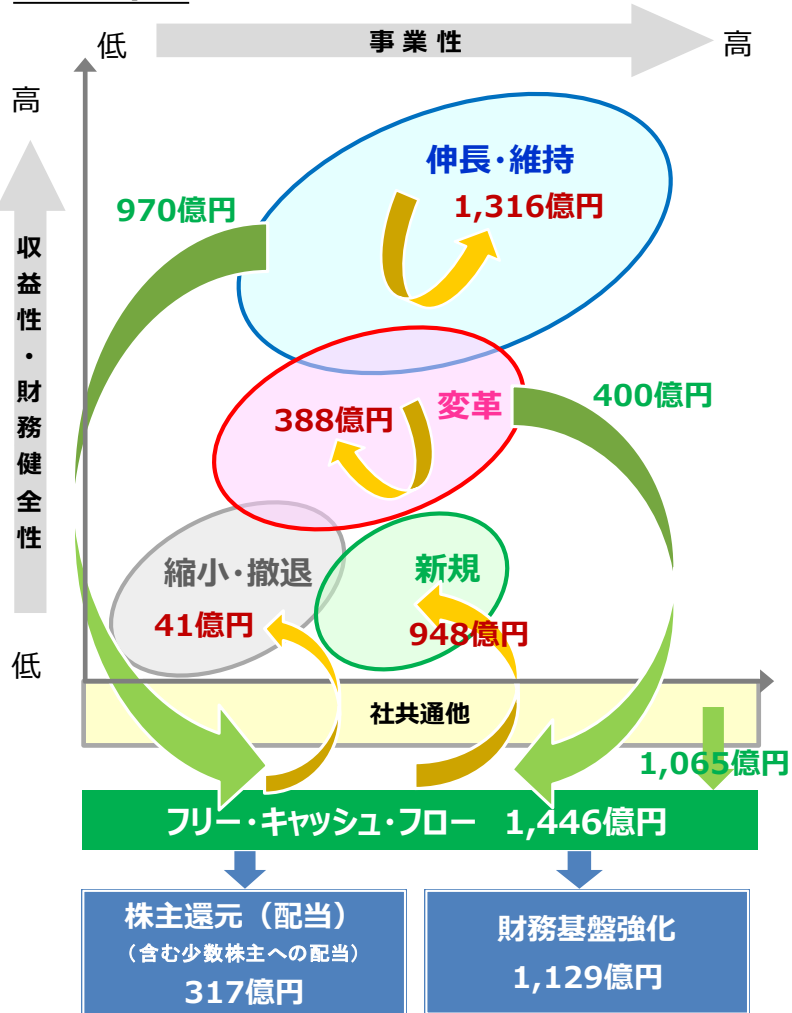 低
事業性
高
高
伸長・維持
970億円
1,316億円
収益性・財務健全性
変革
400億円
388億円
縮小・撤退
新規
41億円
948億円
低
社共通他
1,065億円
フリー・キャッシュ・フロー 1,446億円
株主還元（配当）
（含む少数株主への配当）
317億円
財務基盤強化
1,129億円